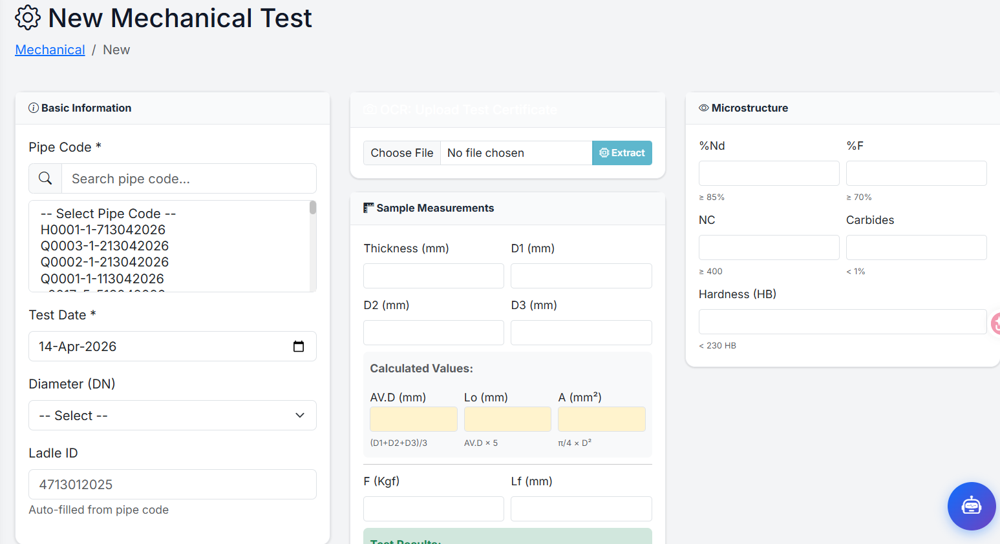 New Mechanical Test
Mechanical / New
Basic Information
Pipe Code *
Search pipe code...
-- Select Pipe Code --
H0001-1-713042026
Q0003-1-213042026
Q0002-1-213042026
Q0001-1-113042026
Test Date *
14-Apr-2026
Diameter (DN)
-- Select --
Ladle ID
4713012025
Auto-filled from pipe code
OCR: Upload Test Certificate
Choose File No file chosen Extract
Sample Measurements
Thickness (mm) D1 (mm)
D2 (mm) D3 (mm)
Calculated Values:
AV.D (mm) Lo (mm) A (mm²)
(D1+D2+D3)/3 AV.D × 5 π/4 × D²
F (Kgf) Lf (mm)
Test Results:
Microstructure
%Nd %F
≥ 85% ≥ 70%
NC Carbides
≥ 400 < 1%
Hardness (HB)
< 230 HB